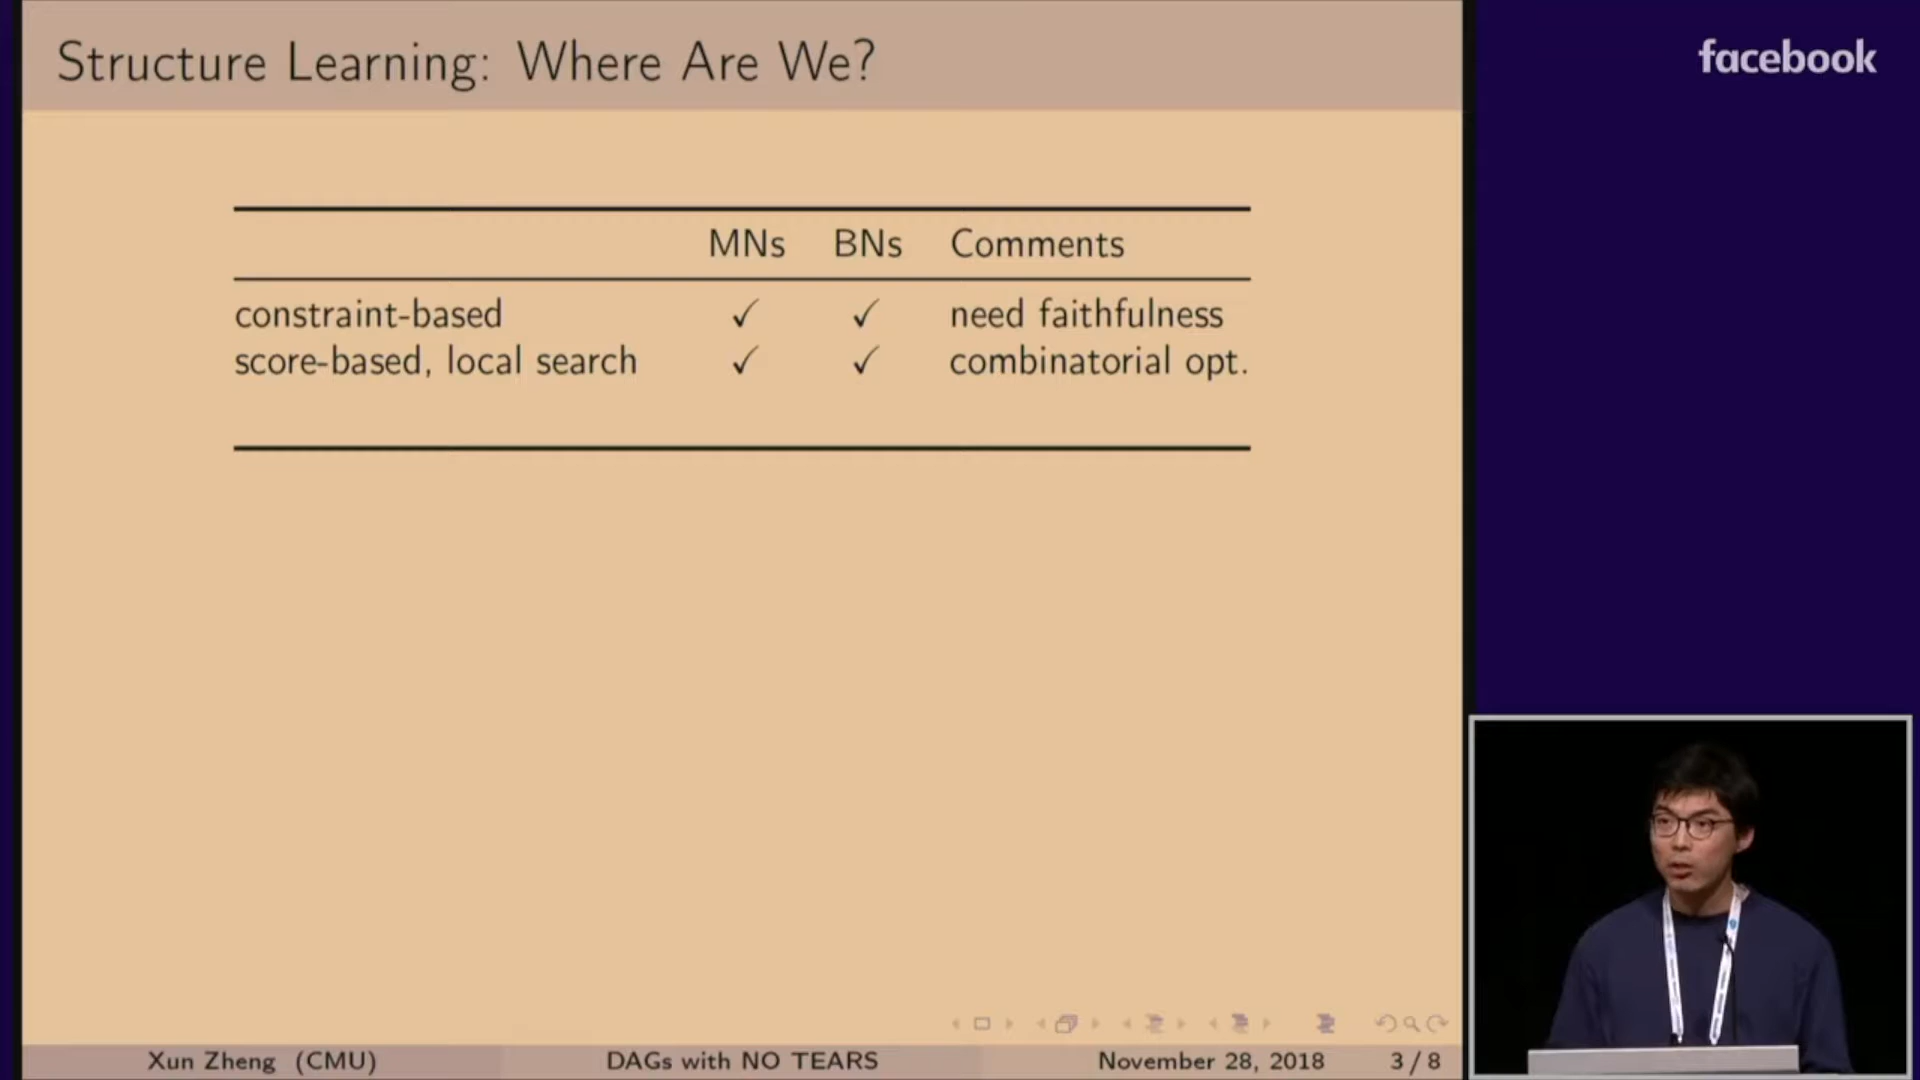 Structure Learning: Where Are We?
facebook
MNs BNs Comments
constraint-based ✓ ✓ need faithfulness
score-based, local search ✓ ✓ combinatorial opt.
Xun Zheng (CMU) DAGs with NO TEARS November 28, 2018 3 / 8